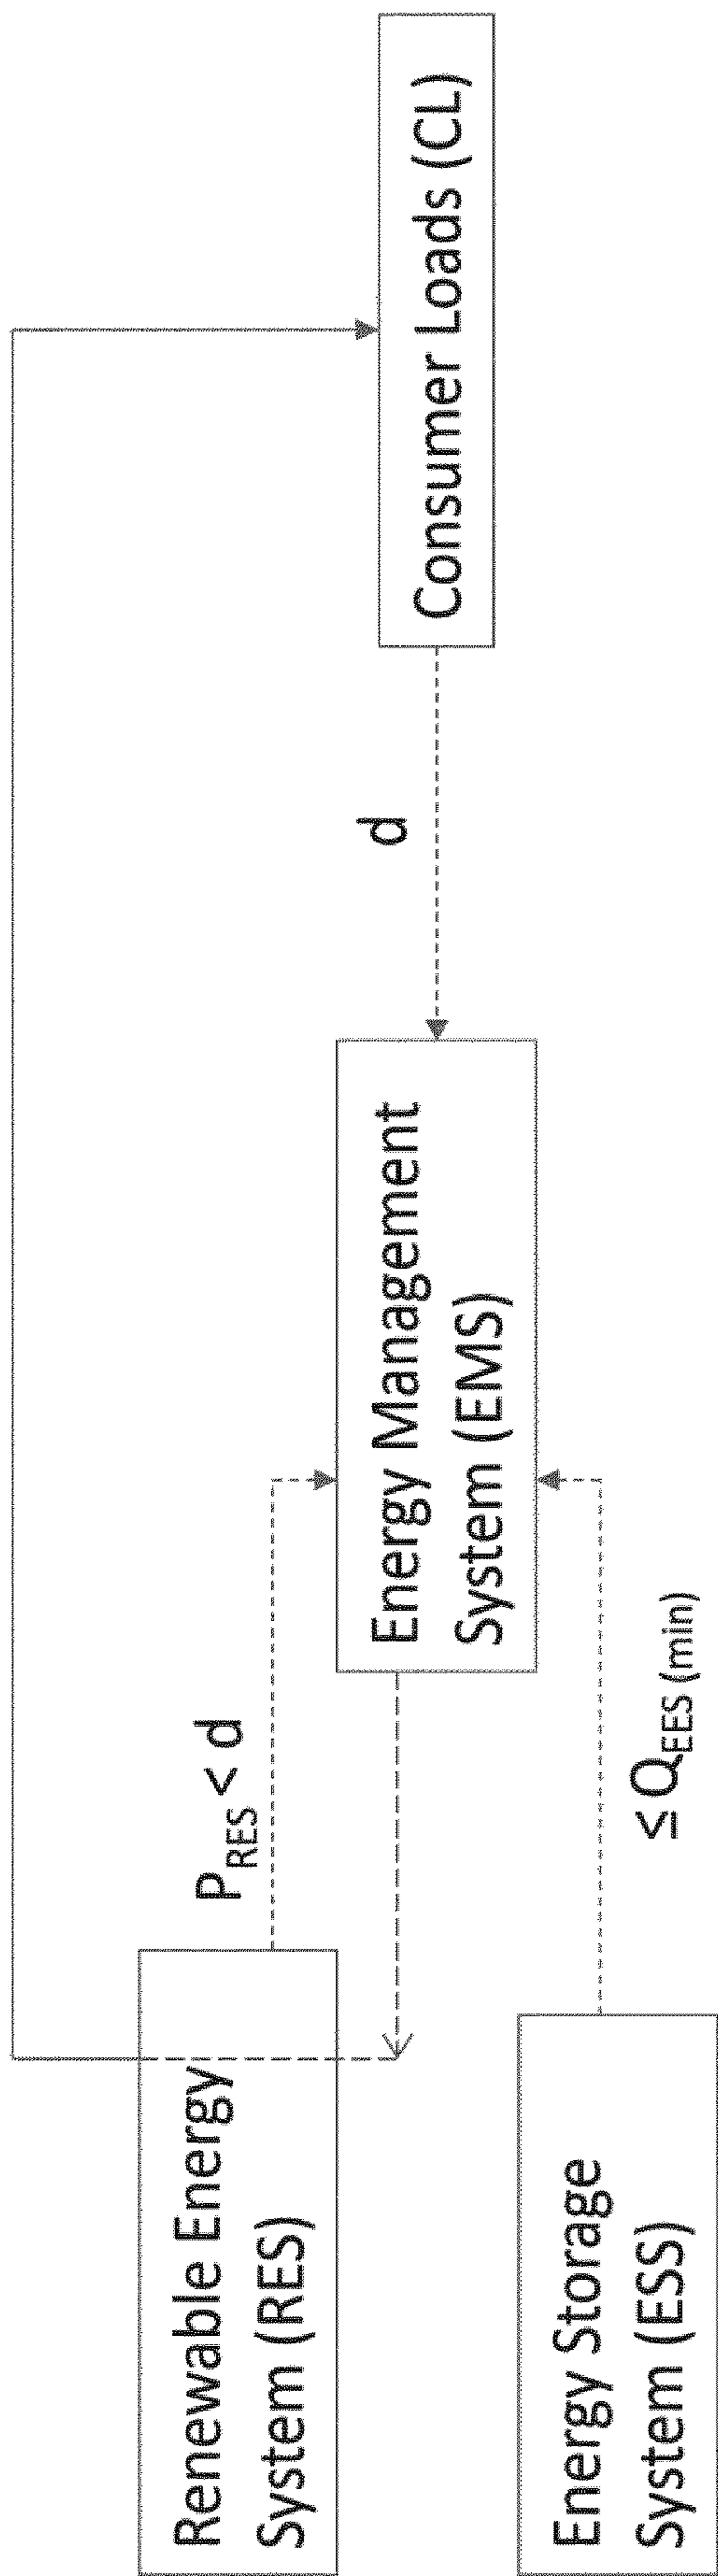 Renewable Energy
System (RES)
P_RES < d
Energy Management
System (EMS)
d
Consumer Loads (CL)
Energy Storage
System (ESS)
≤ Q_EES (min)